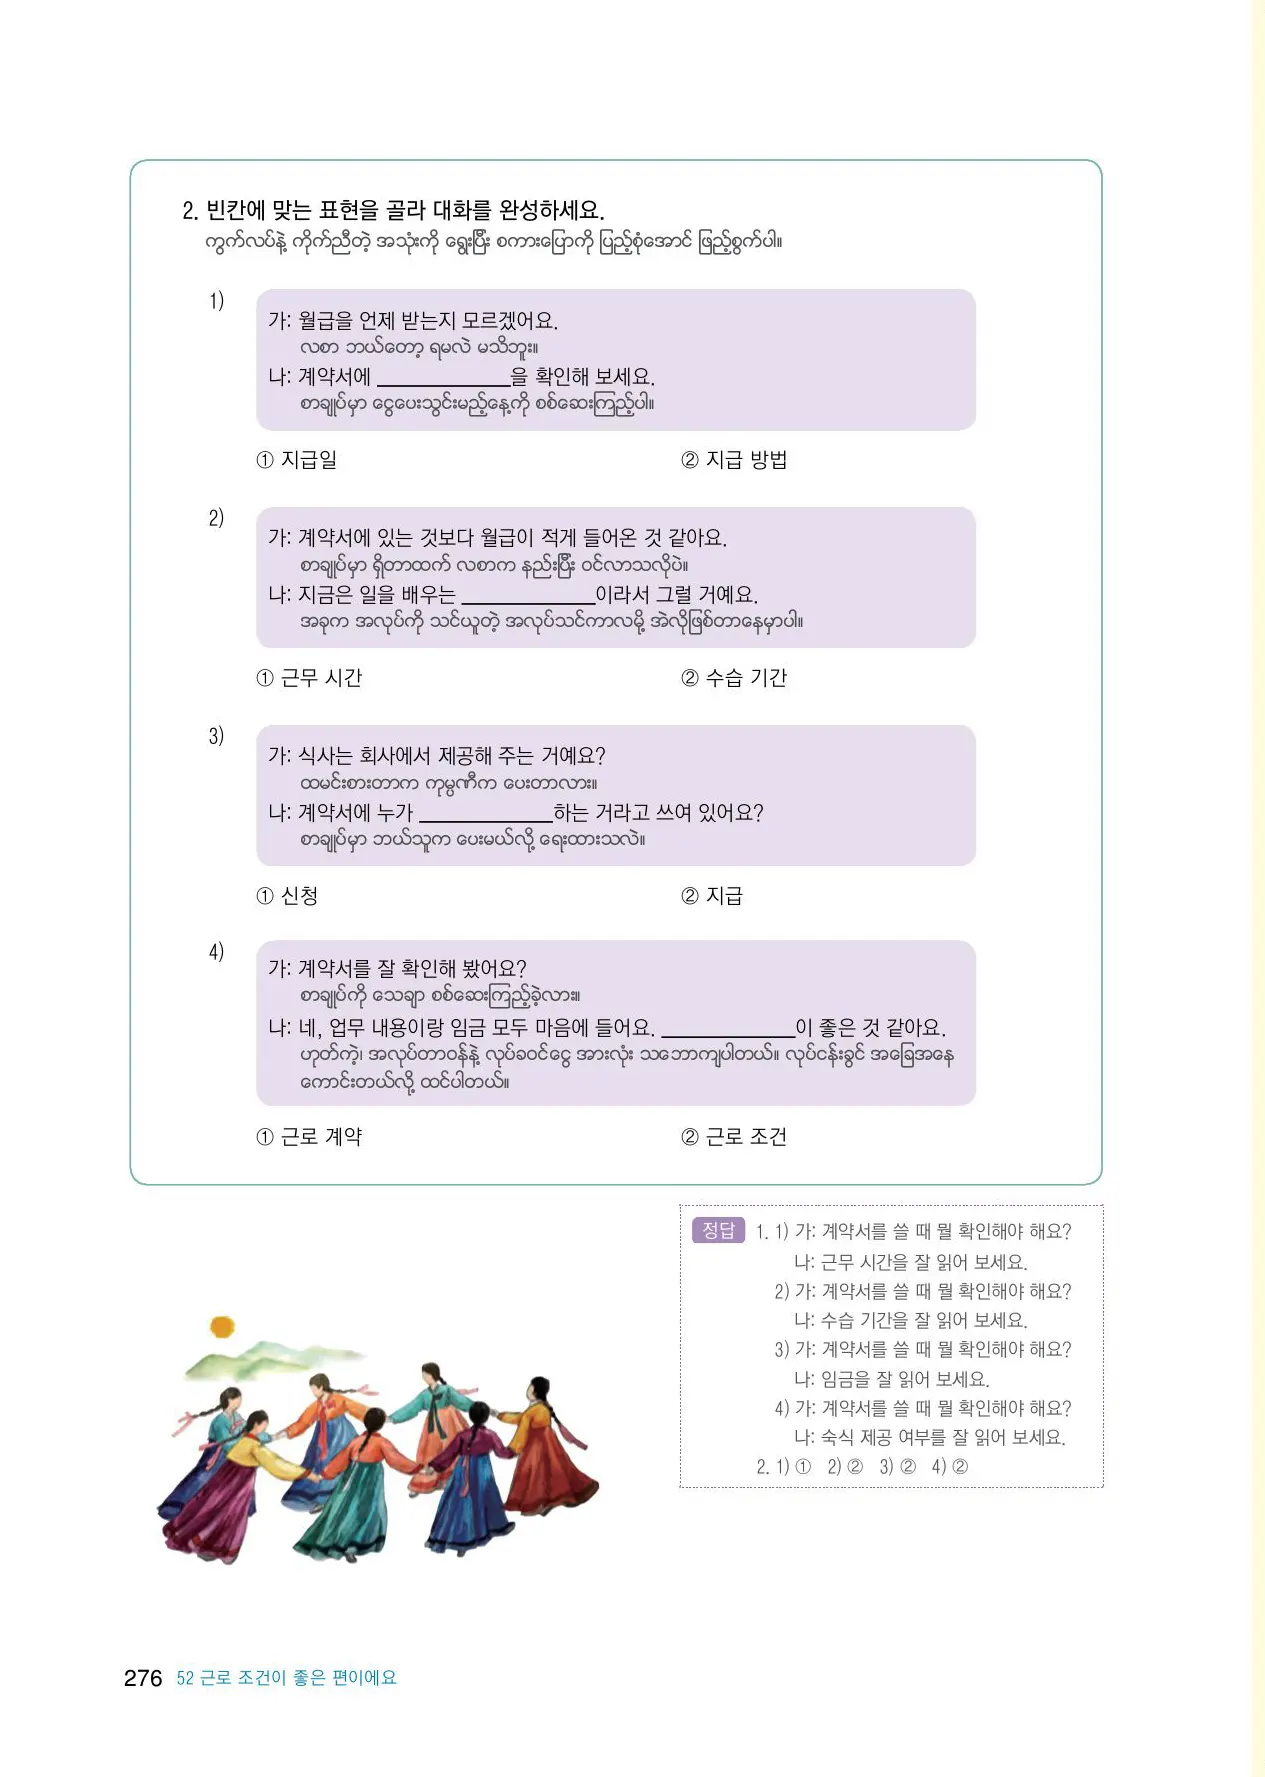 2. 빈칸에 맞는 표현을 골라 대화를 완성하세요.
ကွက်လပ်နဲ့ ကိုက်ညီတဲ့ အသုံးကို ရွေးပြီး စကားပြောကို ပြည့်စုံအောင် ဖြည့်စွက်ပါ။
1)
가: 월급을 언제 받는지 모르겠어요.
လစာ ဘယ်တော့ ရမလဲ မသိဘူး။
나: 계약서에 ____________을 확인해 보세요.
စာချုပ်မှာ ငွေပေးသွင်းမည့်နေ့ကို စစ်ဆေးကြည့်ပါ။
① 지급일 ② 지급 방법
2)
가: 계약서에 있는 것보다 월급이 적게 들어온 것 같아요.
စာချုပ်မှာ ရှိတာထက် လစာက နည်းပြီး ဝင်လာသလိုပဲ။
나: 지금은 일을 배우는 ____________이라서 그럴 거예요.
အခုက အလုပ်ကို သင်ယူတဲ့ အလုပ်သင်ကာလမို့ အဲလိုဖြစ်တာနေမှာပါ။
① 근무 시간 ② 수습 기간
3)
가: 식사는 회사에서 제공해 주는 거예요?
ထမင်းစားတာက ကုမ္ပဏီက ပေးတာလား။
나: 계약서에 누가 ____________하는 거라고 쓰여 있어요?
စာချုပ်မှာ ဘယ်သူက ပေးမယ်လို့ ရေးထားသလဲ။
① 신청 ② 지급
4)
가: 계약서를 잘 확인해 봤어요?
စာချုပ်ကို သေချာ စစ်ဆေးကြည့်ခဲ့လား။
나: 네, 업무 내용이랑 임금 모두 마음에 들어요. ____________이 좋은 것 같아요.
ဟုတ်ကဲ့၊ အလုပ်တာဝန်နဲ့ လုပ်ခဝင်ငွေ အားလုံး သဘောကျပါတယ်။ လုပ်ငန်းခွင် အခြေအနေ
ကောင်းတယ်လို့ ထင်ပါတယ်။
① 근로 계약 ② 근로 조건
정답 1. 1) 가: 계약서를 쓸 때 뭘 확인해야 해요?
나: 근무 시간을 잘 읽어 보세요.
2) 가: 계약서를 쓸 때 뭘 확인해야 해요?
나: 수습 기간을 잘 읽어 보세요.
3) 가: 계약서를 쓸 때 뭘 확인해야 해요?
나: 임금을 잘 읽어 보세요.
4) 가: 계약서를 쓸 때 뭘 확인해야 해요?
나: 숙식 제공 여부를 잘 읽어 보세요.
2. 1) ① 2) ② 3) ② 4) ②
276 52 근로 조건이 좋은 편이에요